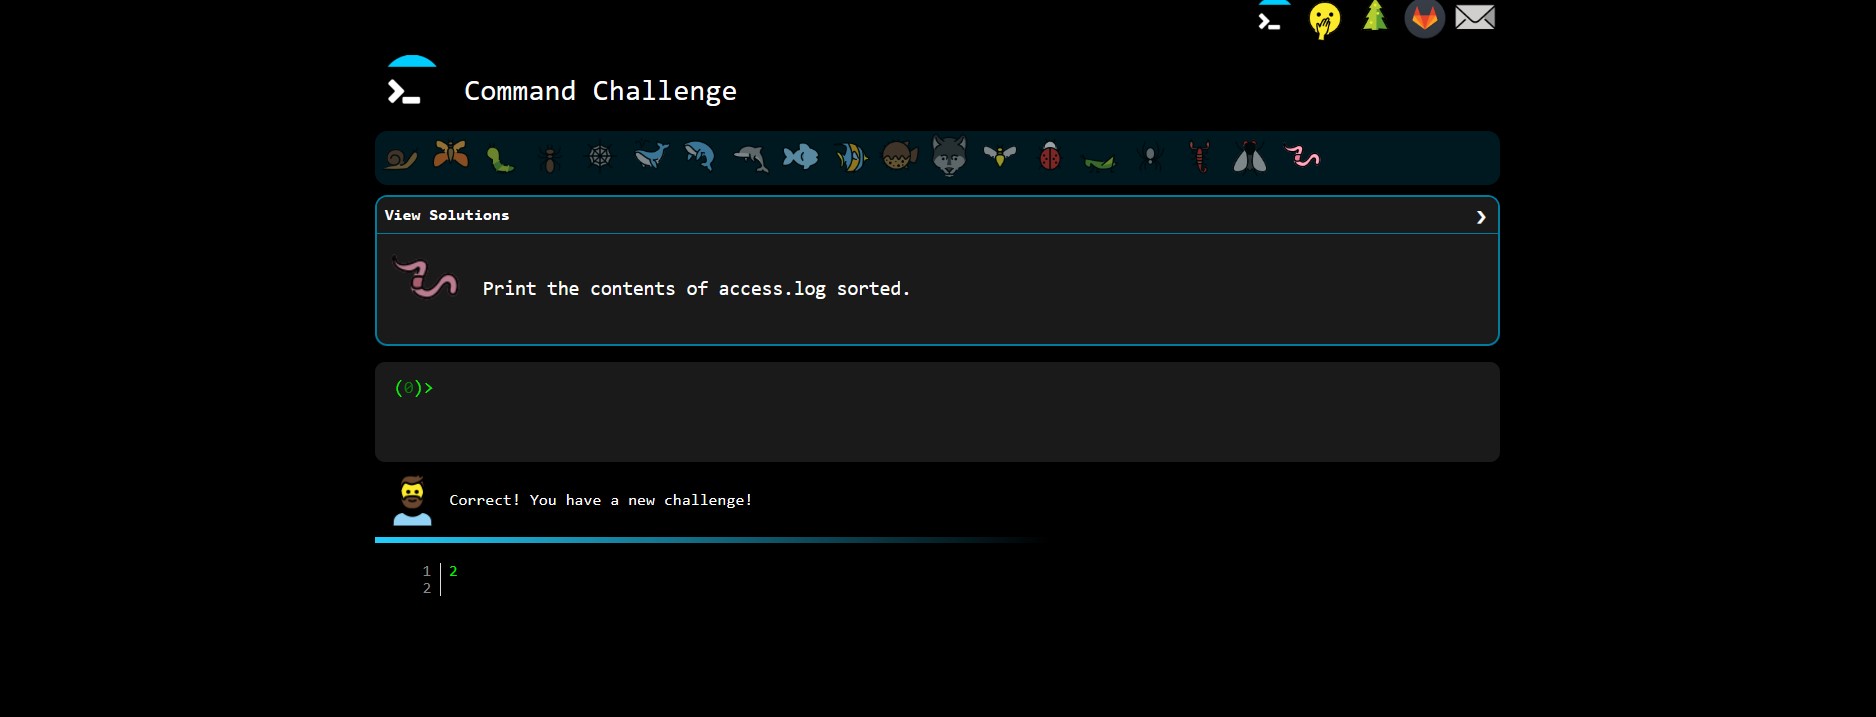 Command Challenge
View Solutions
Print the contents of access.log sorted.
(0)>
Correct! You have a new challenge!
1 2
2